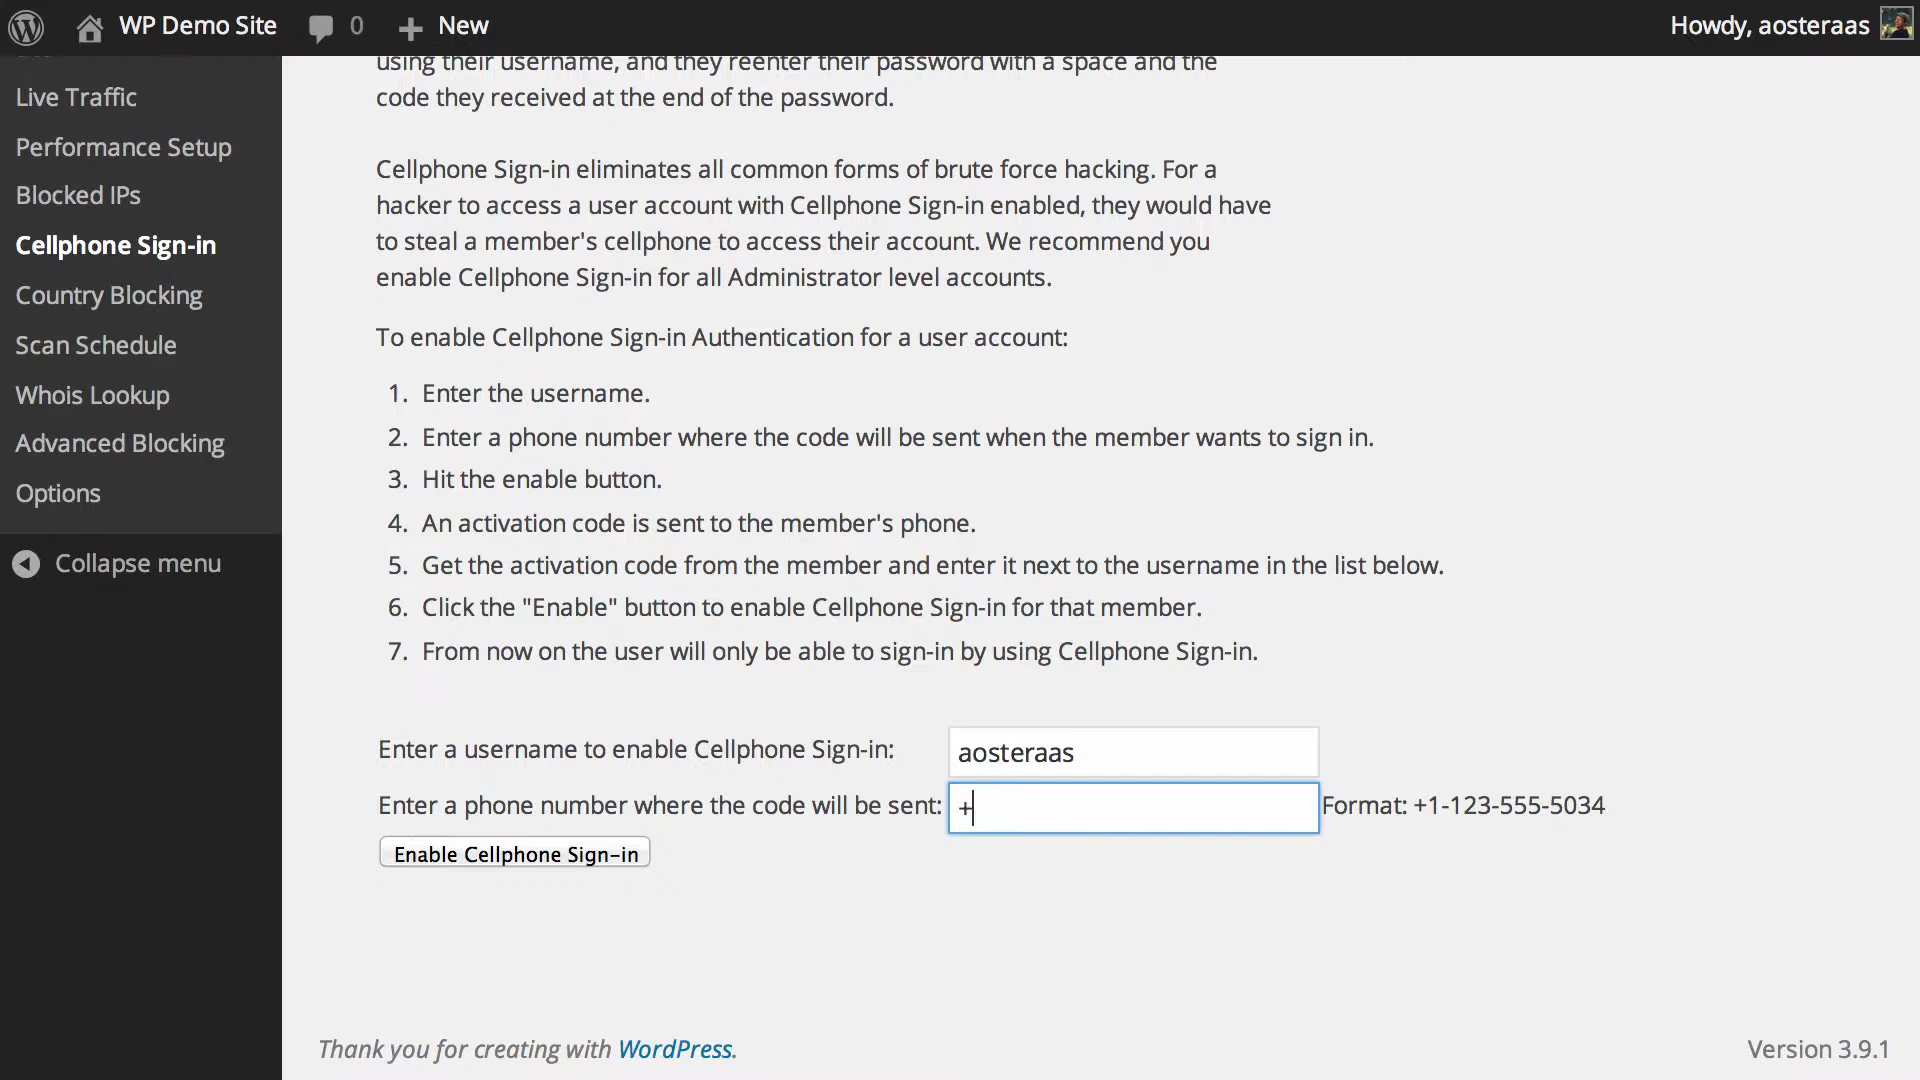 WP Demo Site 0 New Howdy, aosteraas
Live Traffic
Performance Setup
Blocked IPs
Cellphone Sign-in
Country Blocking
Scan Schedule
Whois Lookup
Advanced Blocking
Options
Collapse menu
using their username, and they reenter their password with a space and the
code they received at the end of the password.
Cellphone Sign-in eliminates all common forms of brute force hacking. For a
hacker to access a user account with Cellphone Sign-in enabled, they would have
to steal a member's cellphone to access their account. We recommend you
enable Cellphone Sign-in for all Administrator level accounts.
To enable Cellphone Sign-in Authentication for a user account:
1. Enter the username.
2. Enter a phone number where the code will be sent when the member wants to sign in.
3. Hit the enable button.
4. An activation code is sent to the member's phone.
5. Get the activation code from the member and enter it next to the username in the list below.
6. Click the "Enable" button to enable Cellphone Sign-in for that member.
7. From now on the user will only be able to sign-in by using Cellphone Sign-in.
Enter a username to enable Cellphone Sign-in: aosteraas
Enter a phone number where the code will be sent: + Format: +1-123-555-5034
Enable Cellphone Sign-in
Thank you for creating with WordPress. Version 3.9.1